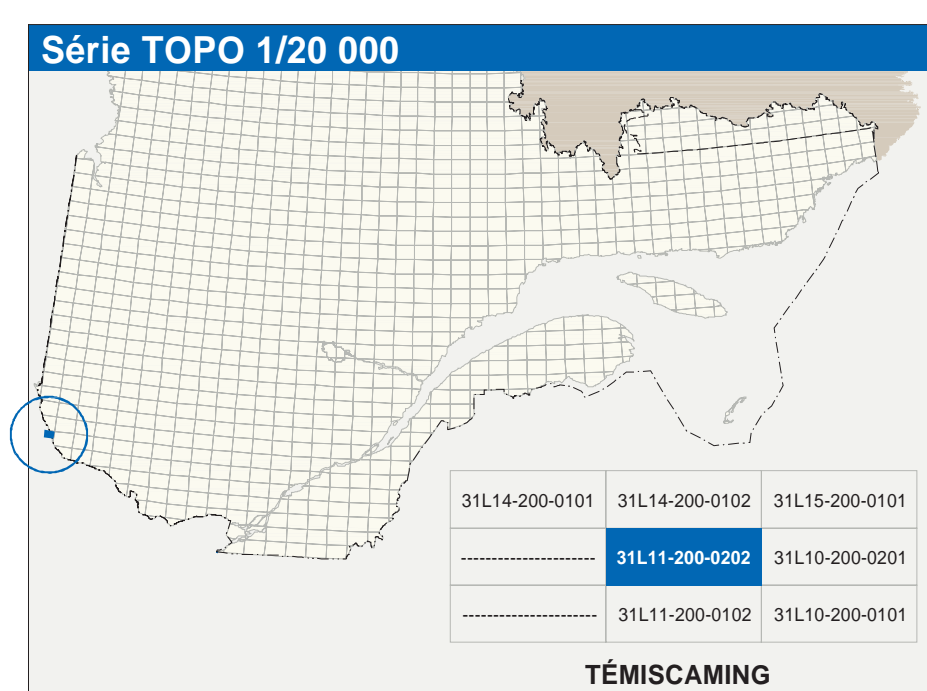 Série TOPO 1/20 000
31L14-200-0101 31L14-200-0102 31L15-200-0101
--------------------- 31L11-200-0202 31L10-200-0201
--------------------- 31L11-200-0102 31L10-200-0101
TÉMISCAMING